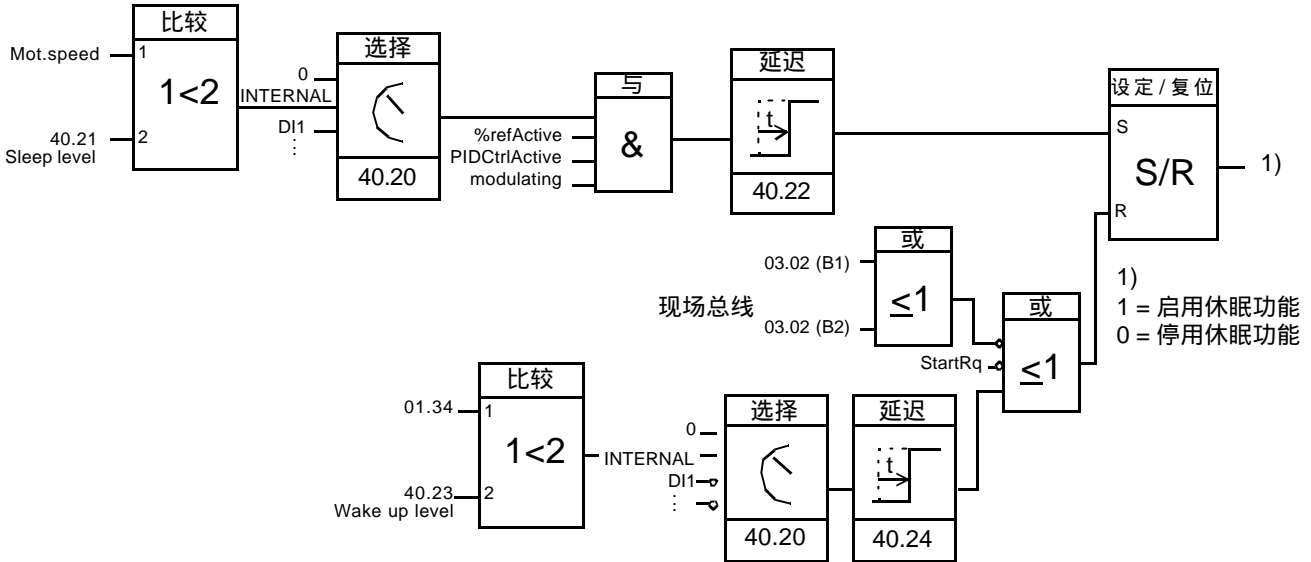 比较
Mot.speed
1
1<2
40.21
Sleep level
2
选择
0
INTERNAL
DI1
⋮
40.20
与
%refActive
PIDCtrlActive
modulating
&
延迟
t
40.22
设定/复位
S
S/R
R
1)
或
03.02 (B1)
≤1
现场总线
03.02 (B2)
或
StartRq
≤1
1)
1 = 启用休眠功能
0 = 停用休眠功能
比较
01.34
1
1<2
40.23
Wake up level
2
选择
0
INTERNAL
DI1
⋮
40.20
延迟
t
40.24